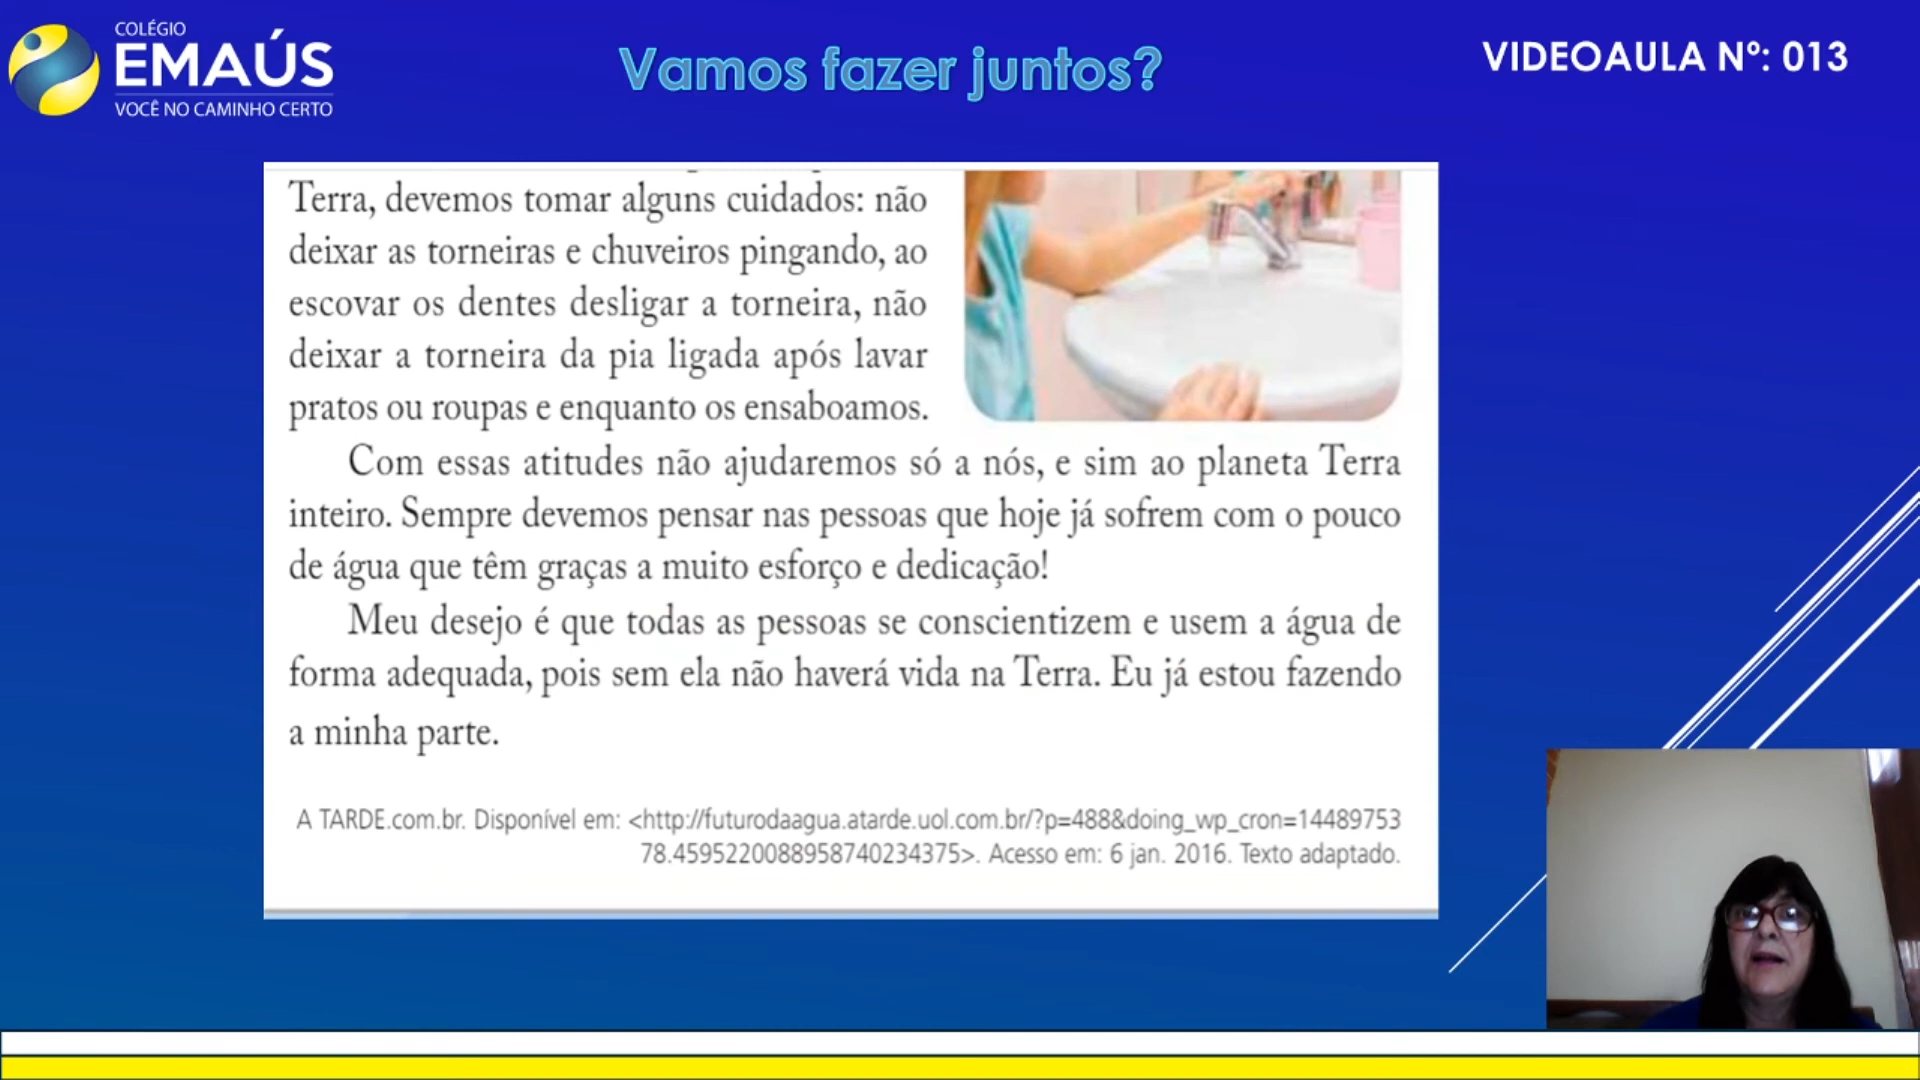 COLÉGIO
EMAÚS
VOCÊ NO CAMINHO CERTO
Vamos fazer juntos?
VIDEOAULA Nº: 013
Terra, devemos tomar alguns cuidados: não
deixar as torneiras e chuveiros pingando, ao
escovar os dentes desligar a torneira, não
deixar a torneira da pia ligada após lavar
pratos ou roupas e enquanto os ensaboamos.
Com essas atitudes não ajudaremos só a nós, e sim ao planeta Terra
inteiro. Sempre devemos pensar nas pessoas que hoje já sofrem com o pouco
de água que têm graças a muito esforço e dedicação!
Meu desejo é que todas as pessoas se conscientizem e usem a água de
forma adequada, pois sem ela não haverá vida na Terra. Eu já estou fazendo
a minha parte.
A TARDE.com.br. Disponível em: <http://futurodaagua.atarde.uol.com.br/?p=488&doing_wp_cron=14489753
78.4595220088958740234375>. Acesso em: 6 jan. 2016. Texto adaptado.